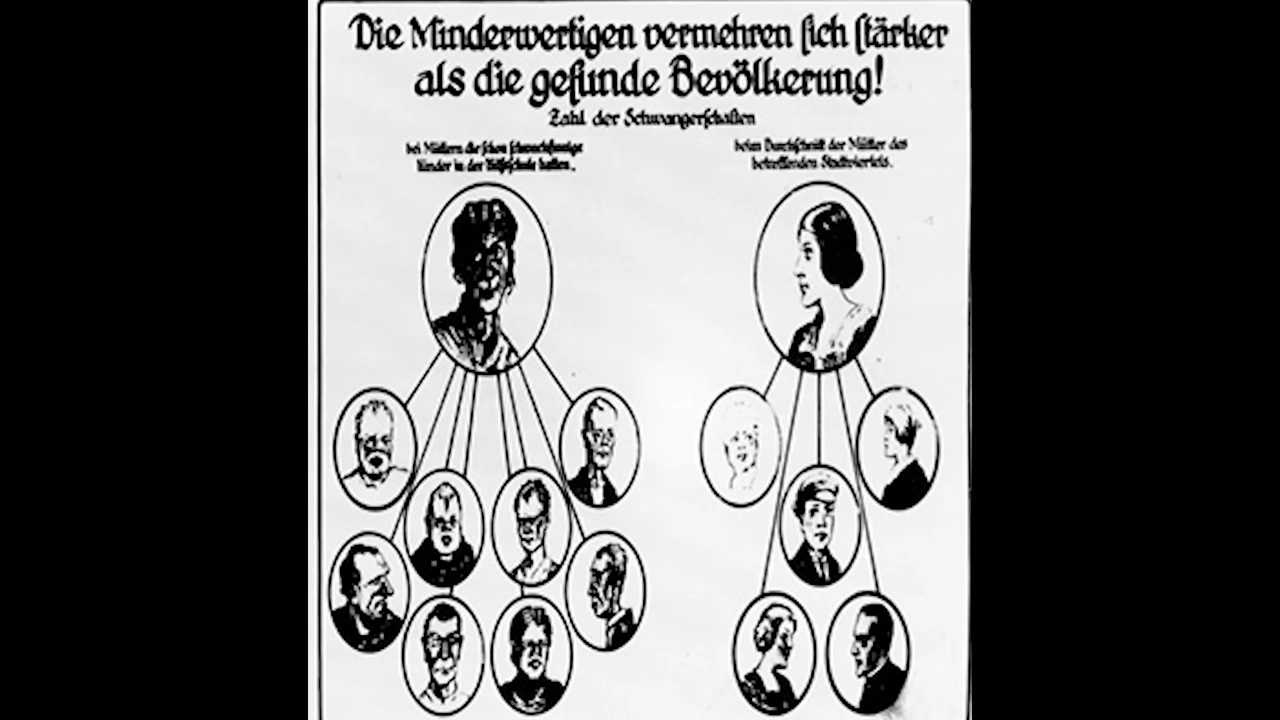 Die Minderwertigen vermehren sich stärker
als die gesunde Bevölkerung!
Zahl der Schwangerschaften
bei Müttern die schon schwachsinnige
Kinder in der Hilfsschule hatten.
beim Durchschnitt der Mütter des
betreffenden Stadtviertels.